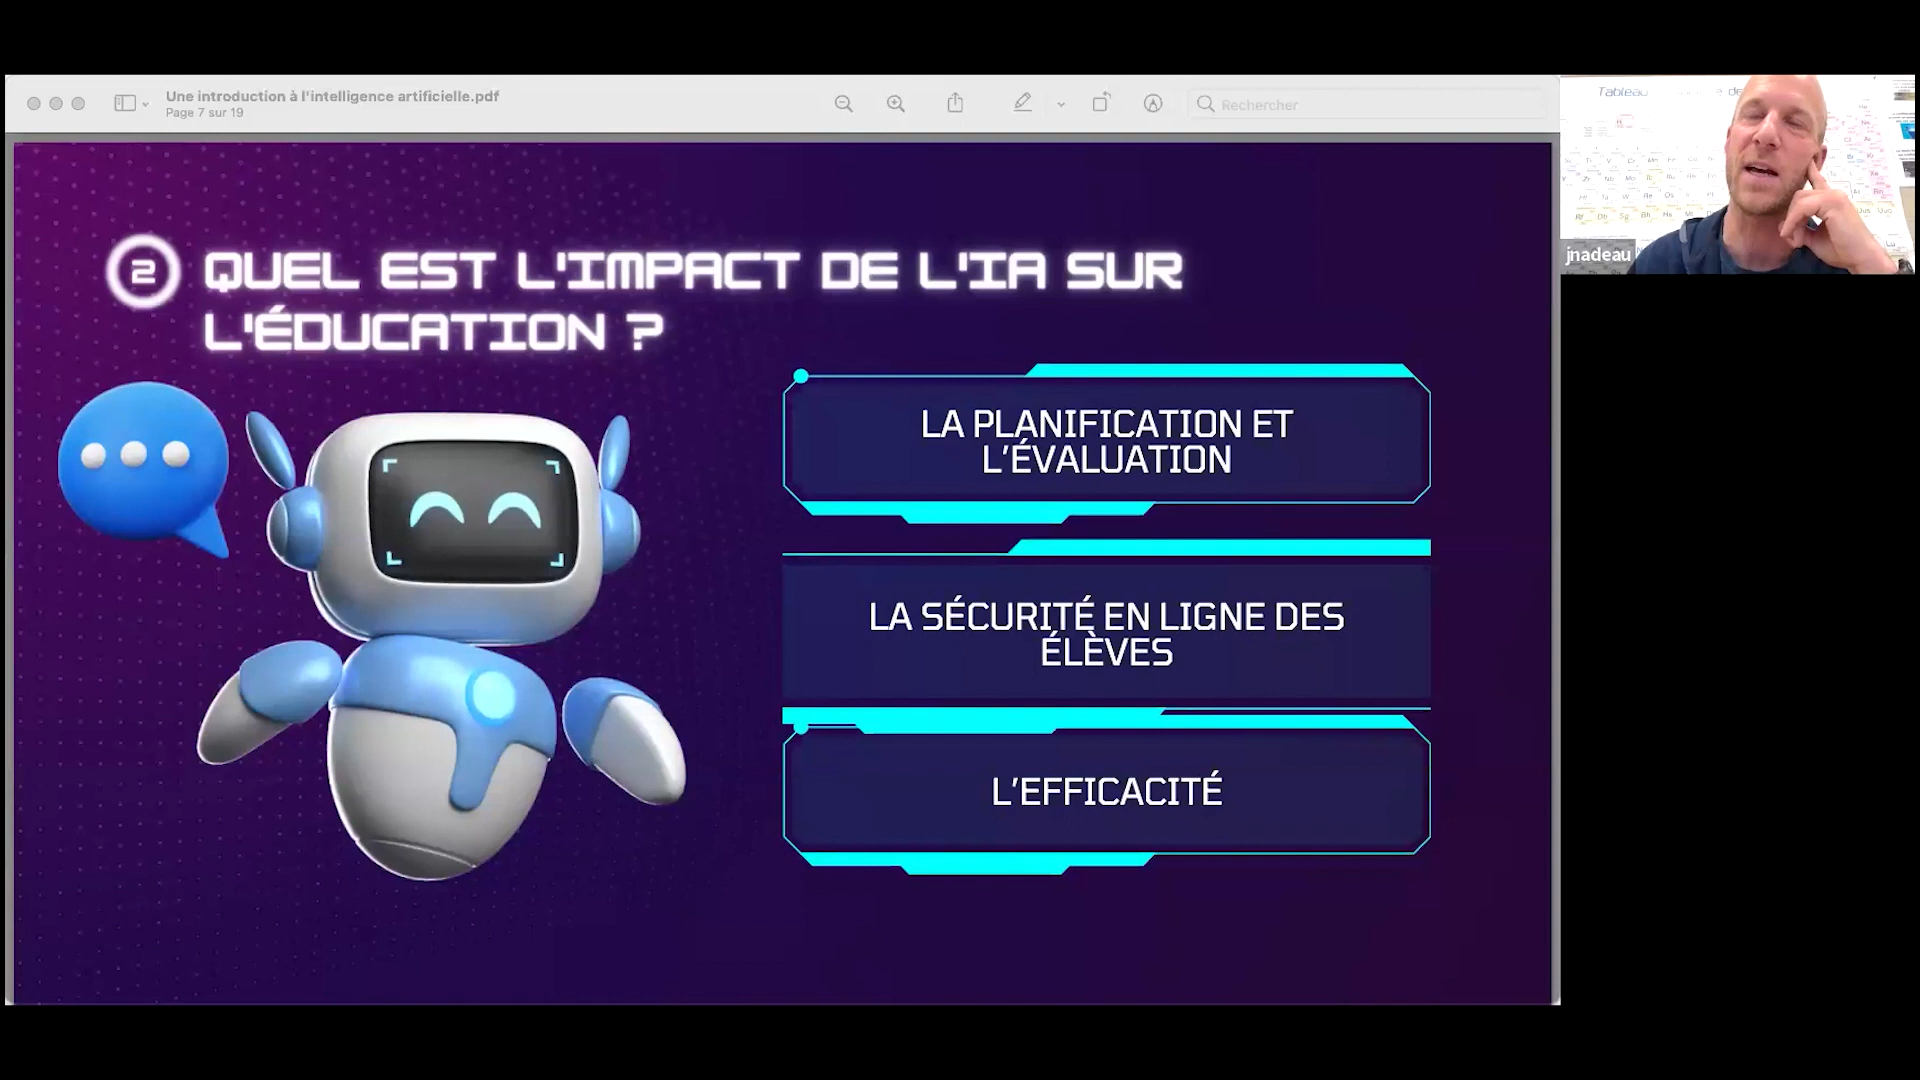 Une introduction à l'intelligence artificielle.pdf
Page 7 sur 19
Rechercher
2 QUEL EST L'IMPACT DE L'IA SUR
L'ÉDUCATION ?
LA PLANIFICATION ET
L'ÉVALUATION
LA SÉCURITÉ EN LIGNE DES
ÉLÈVES
L'EFFICACITÉ
Tableau
jnadeau